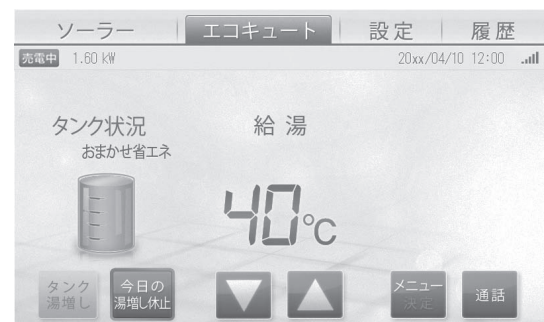 ソーラー エコキュート 設定 履歴
売電中 1.60 kW 20xx/04/10 12:00
タンク状況 給湯
おまかせ省エネ
40℃
タンク 今日の メニュー 通話
湯増し 湯増し休止 決定